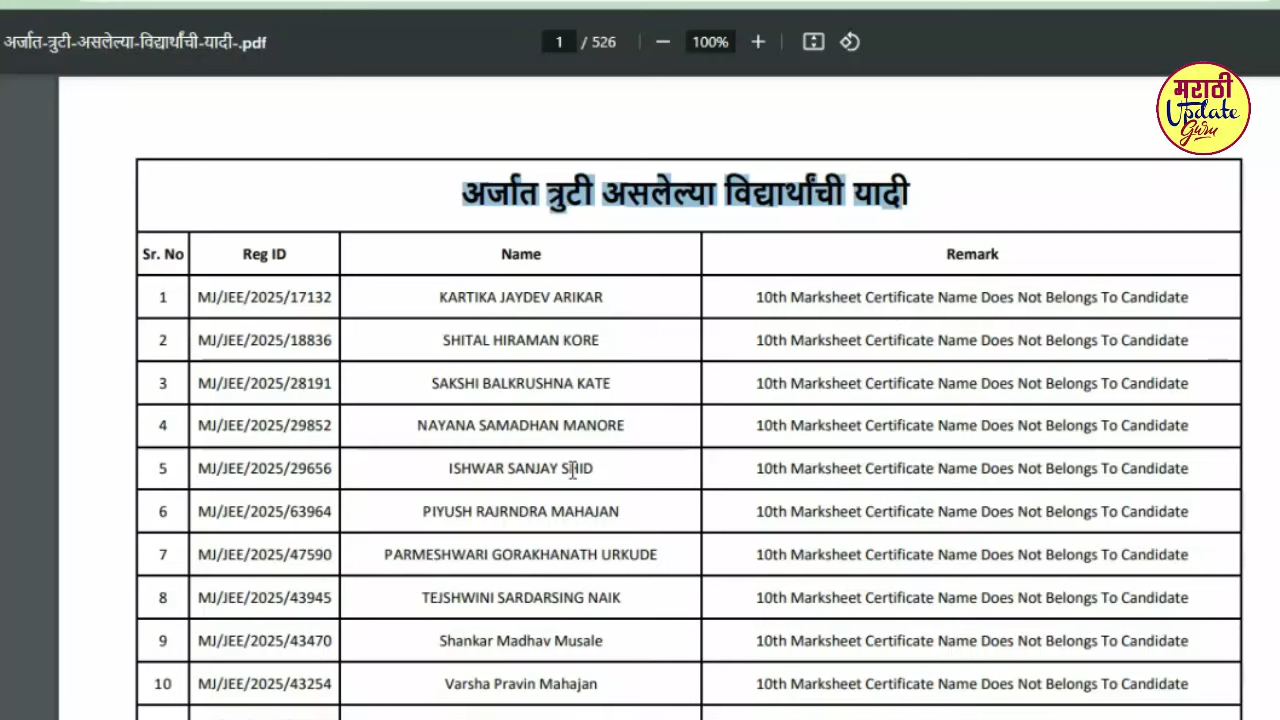 अर्जात-त्रुटी-असलेल्या-विद्यार्थांची-यादी-.pdf 1 / 526 100%
मराठी
Update
Guru
अर्जात त्रुटी असलेल्या विद्यार्थांची यादी
Sr. No Reg ID Name Remark
1 MJ/JEE/2025/17132 KARTIKA JAYDEV ARIKAR 10th Marksheet Certificate Name Does Not Belongs To Candidate
2 MJ/JEE/2025/18836 SHITAL HIRAMAN KORE 10th Marksheet Certificate Name Does Not Belongs To Candidate
3 MJ/JEE/2025/28191 SAKSHI BALKRUSHNA KATE 10th Marksheet Certificate Name Does Not Belongs To Candidate
4 MJ/JEE/2025/29852 NAYANA SAMADHAN MANORE 10th Marksheet Certificate Name Does Not Belongs To Candidate
5 MJ/JEE/2025/29656 ISHWAR SANJAY 10th Marksheet Certificate Name Does Not Belongs To Candidate
6 MJ/JEE/2025/63964 PIYUSH RAJRNDRA MAHAJAN 10th Marksheet Certificate Name Does Not Belongs To Candidate
7 MJ/JEE/2025/47590 PARMESHWARI GORAKHANATH URKUDE 10th Marksheet Certificate Name Does Not Belongs To Candidate
8 MJ/JEE/2025/43945 TEJSHWINI SARDARSING NAIK 10th Marksheet Certificate Name Does Not Belongs To Candidate
9 MJ/JEE/2025/43470 Shankar Madhav Musale 10th Marksheet Certificate Name Does Not Belongs To Candidate
10 MJ/JEE/2025/43254 Varsha Pravin Mahajan 10th Marksheet Certificate Name Does Not Belongs To Candidate